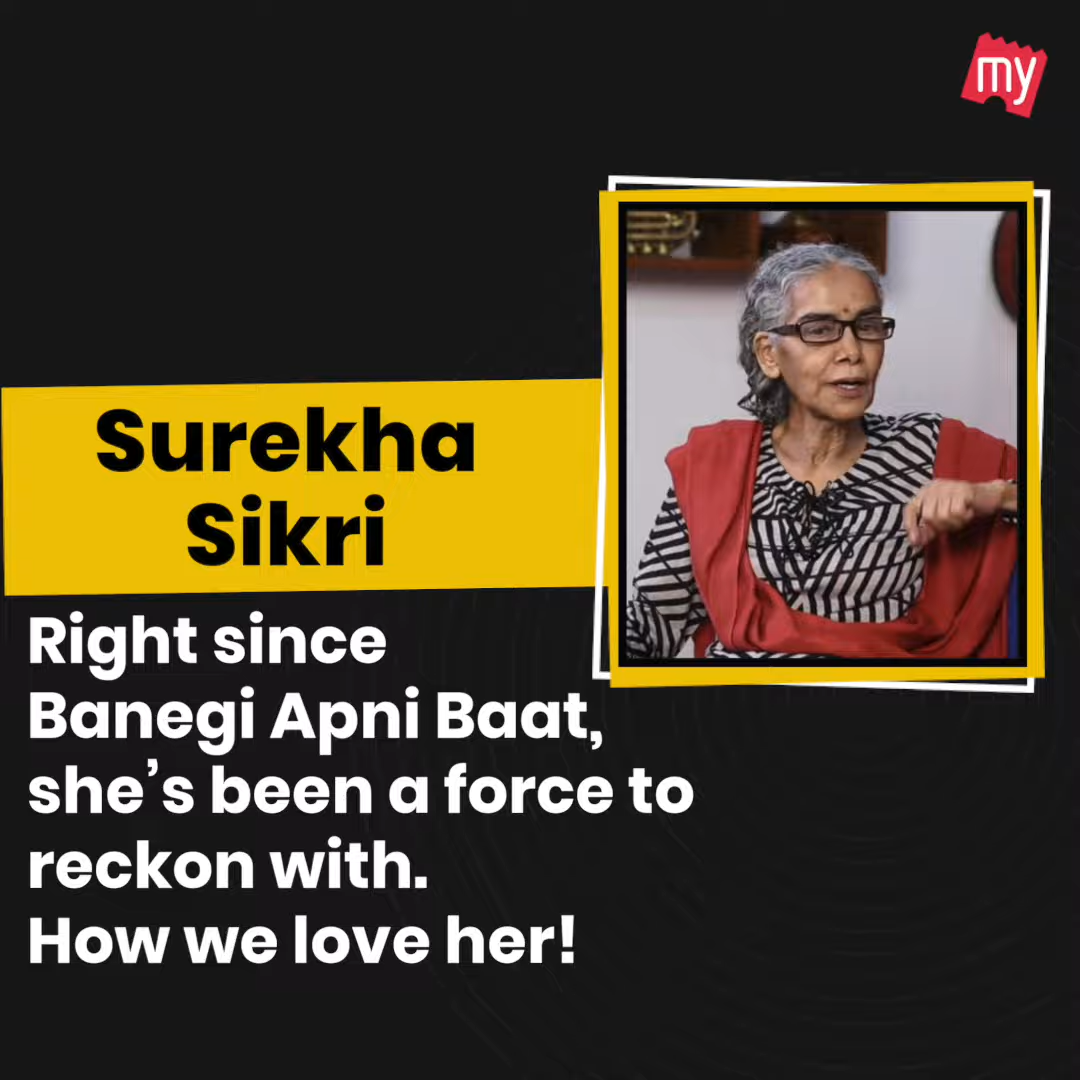 my
Surekha
Sikri
Right since
Banegi Apni Baat,
she’s been a force to
reckon with.
How we love her!